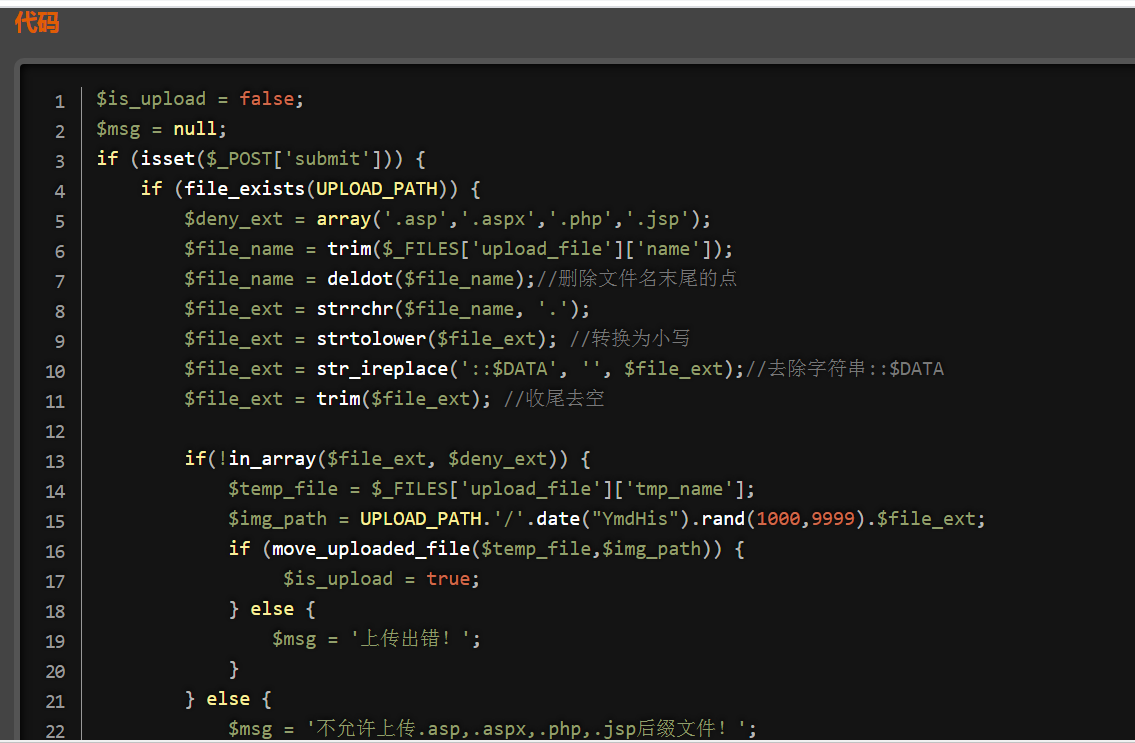 代码
1 $is_upload = false;
2 $msg = null;
3 if (isset($_POST['submit'])) {
4     if (file_exists(UPLOAD_PATH)) {
5         $deny_ext = array('.asp','.aspx','.php','.jsp');
6         $file_name = trim($_FILES['upload_file']['name']);
7         $file_name = deldot($file_name);//删除文件名末尾的点
8         $file_ext = strrchr($file_name, '.');
9         $file_ext = strtolower($file_ext); //转换为小写
10         $file_ext = str_ireplace('::$DATA', '', $file_ext);//去除字符串::$DATA
11         $file_ext = trim($file_ext); //收尾去空
12
13         if(!in_array($file_ext, $deny_ext)) {
14             $temp_file = $_FILES['upload_file']['tmp_name'];
15             $img_path = UPLOAD_PATH.'/'.date("YmdHis").rand(1000,9999).$file_ext;
16             if (move_uploaded_file($temp_file,$img_path)) {
17                  $is_upload = true;
18             } else {
19                 $msg = '上传出错！';
20             }
21         } else {
22             $msg = '不允许上传.asp,.aspx,.php,.jsp后缀文件！';